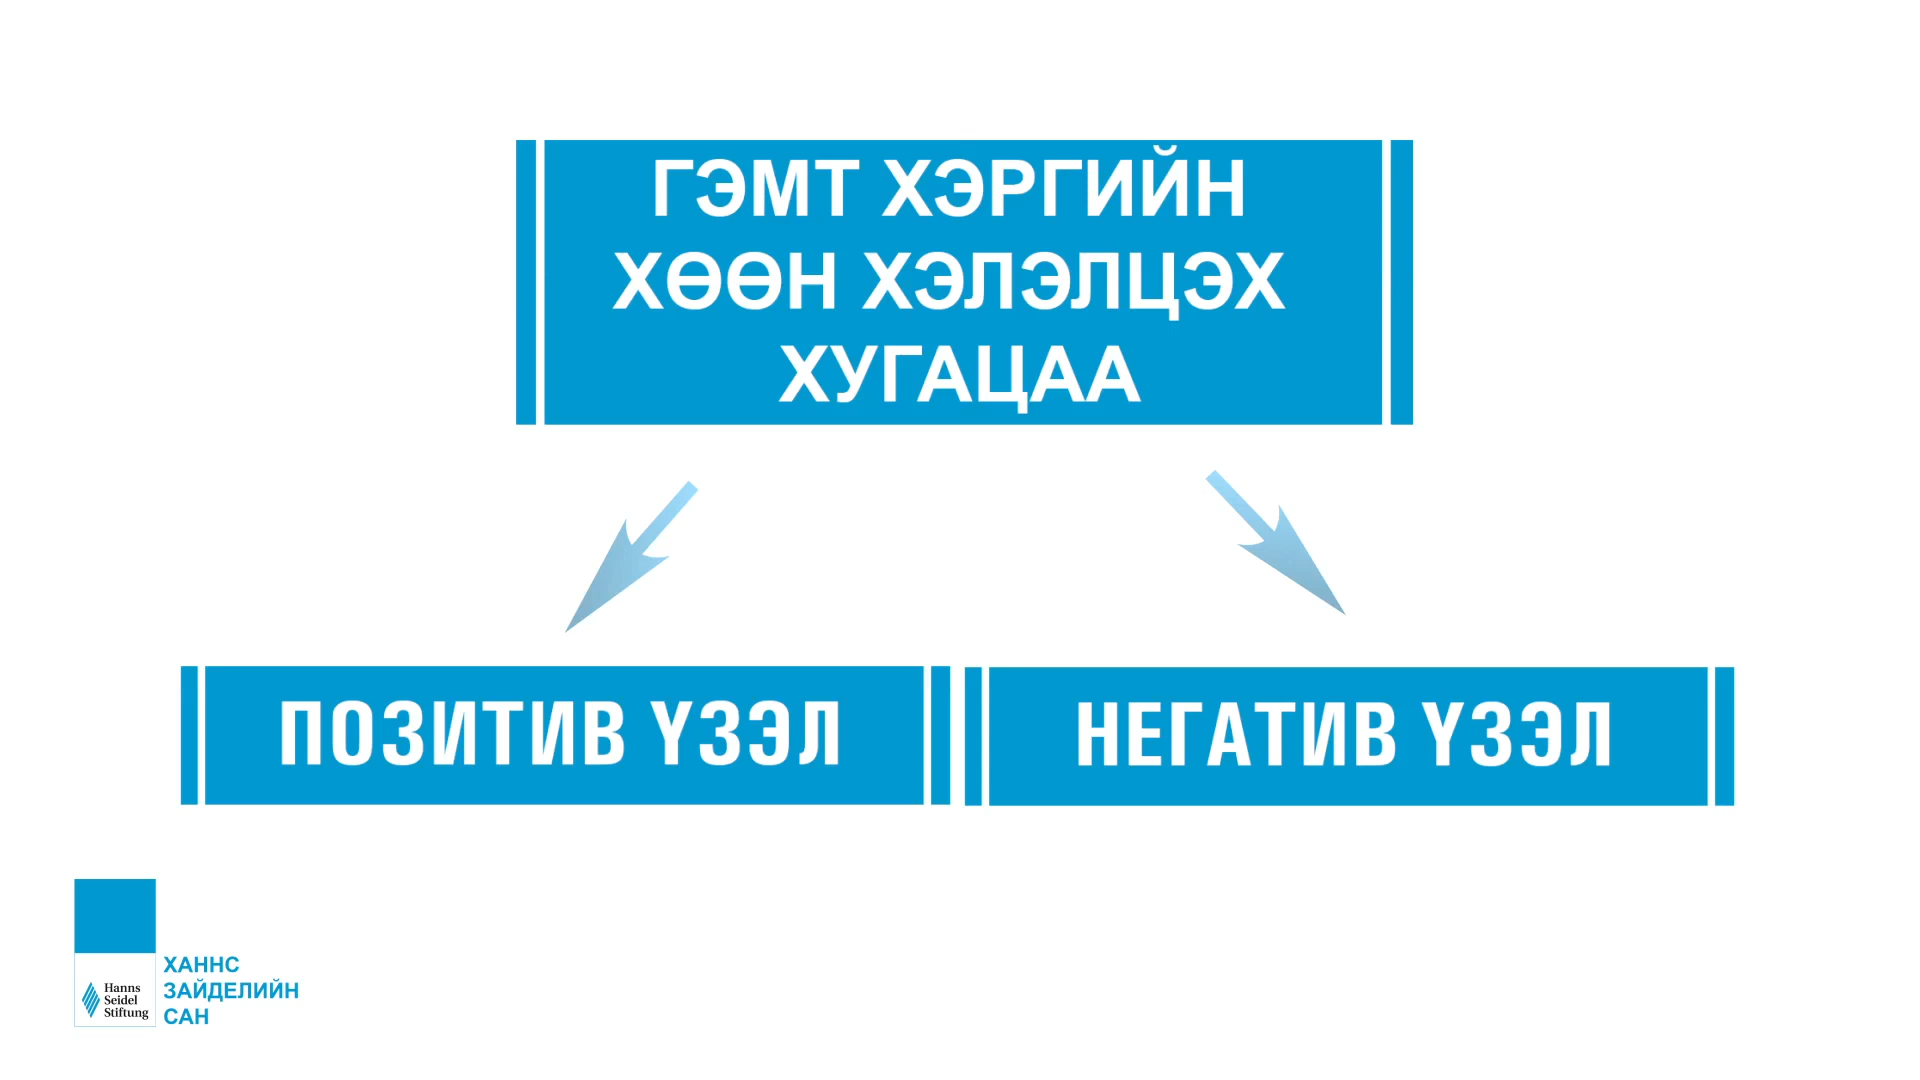 ГЭМТ ХЭРГИЙН
ХӨӨН ХЭЛЭЛЦЭХ
ХУГАЦАА
ПОЗИТИВ ҮЗЭЛ
НЕГАТИВ ҮЗЭЛ
Hanns
Seidel
Stiftung
ХАННС
ЗАЙДЕЛИЙН
САН